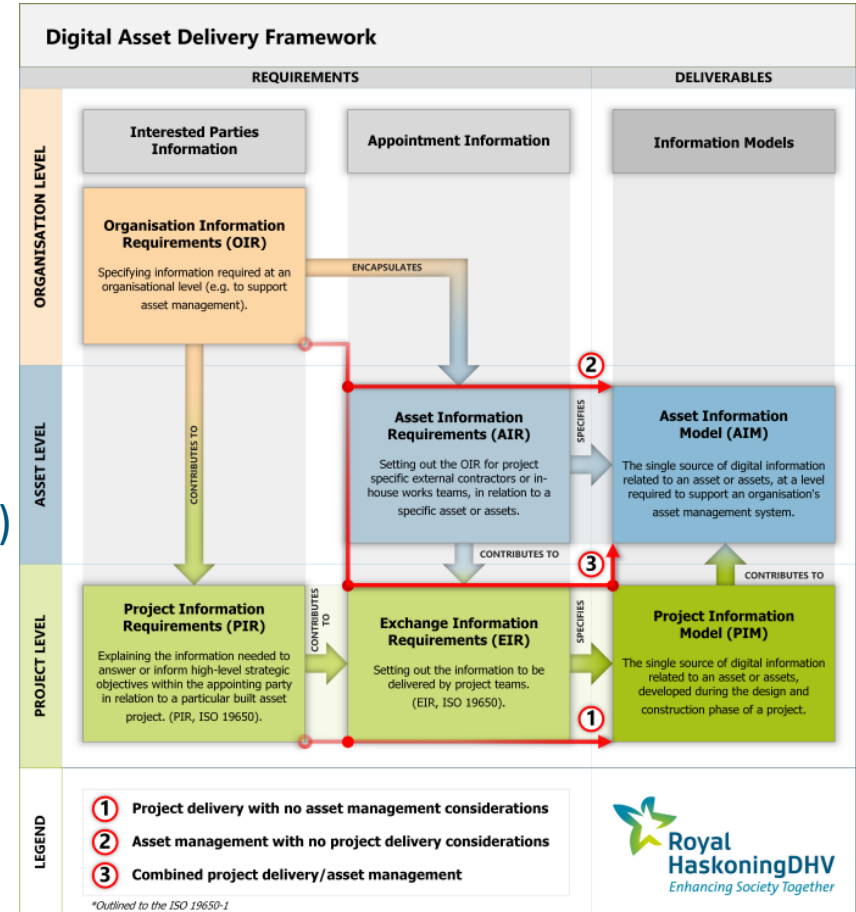 Digital Asset Delivery Framework
REQUIREMENTS
DELIVERABLES
ORGANISATION LEVEL
Interested Parties
Information
Appointment Information
Information Models
Organisation Information
Requirements (OIR)
Specifying information required at an
organisational level (e.g. to support
asset management).
ENCAPSULATES
CONTRIBUTES TO
2
ASSET LEVEL
)
Asset Information
Requirements (AIR)
Setting out the OIR for project
specific external contractors or in-
house works teams, in relation to a
specific asset or assets.
SPECIFIES
Asset Information
Model (AIM)
The single source of digital information
related to an asset or assets, at a level
required to support an organisation's
asset management system.
CONTRIBUTES TO
3
CONTRIBUTES TO
PROJECT LEVEL
Project Information
Requirements (PIR)
Explaining the information needed to
answer or inform high-level strategic
objectives within the appointing party
in relation to a particular built asset
project. (PIR, ISO 19650).
CONTRIBUTES
TO
Exchange Information
Requirements (EIR)
Setting out the information to be
delivered by project teams.
(EIR, ISO 19650).
SPECIFIES
Project Information
Model (PIM)
The single source of digital information
related to an asset or assets,
developed during the design and
construction phase of a project.
1
LEGEND
1 Project delivery with no asset management considerations
2 Asset management with no project delivery considerations
3 Combined project delivery/asset management
*Outlined to the ISO 19650-1
Royal
HaskoningDHV
Enhancing Society Together